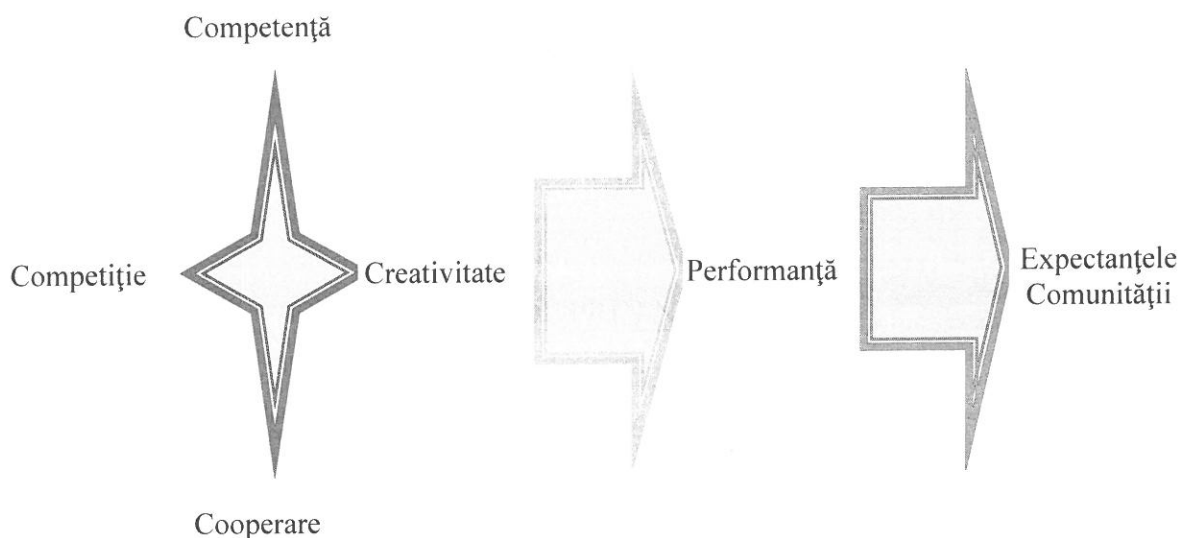 Competenţă
Competiţie
Creativitate
Performanţă
Expectanţele
Comunităţii
Cooperare